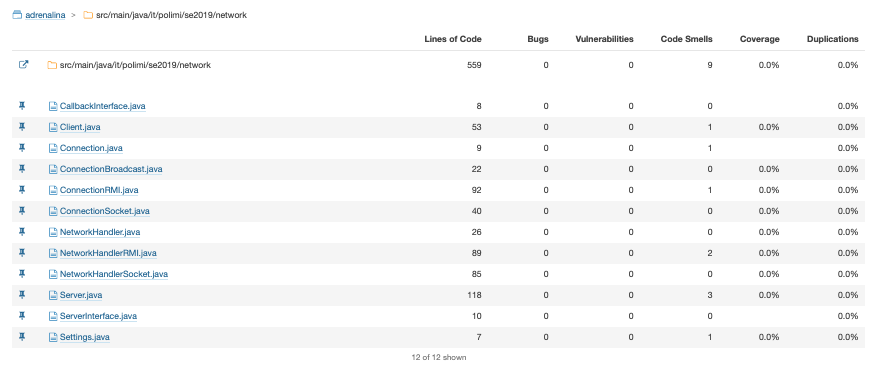 adrenalina > src/main/java/it/polimi/se2019/network
Lines of Code Bugs Vulnerabilities Code Smells Coverage Duplications
src/main/java/it/polimi/se2019/network 559 0 0 9 0.0% 0.0%
CallbackInterface.java 8 0 0 0 0.0%
Client.java 53 0 0 1 0.0% 0.0%
Connection.java 9 0 0 1 0.0%
ConnectionBroadcast.java 22 0 0 0 0.0% 0.0%
ConnectionRMI.java 92 0 0 1 0.0% 0.0%
ConnectionSocket.java 40 0 0 0 0.0% 0.0%
NetworkHandler.java 26 0 0 0 0.0% 0.0%
NetworkHandlerRMI.java 89 0 0 2 0.0% 0.0%
NetworkHandlerSocket.java 85 0 0 0 0.0% 0.0%
Server.java 118 0 0 3 0.0% 0.0%
ServerInterface.java 10 0 0 0 0.0%
Settings.java 7 0 0 1 0.0% 0.0%
12 of 12 shown